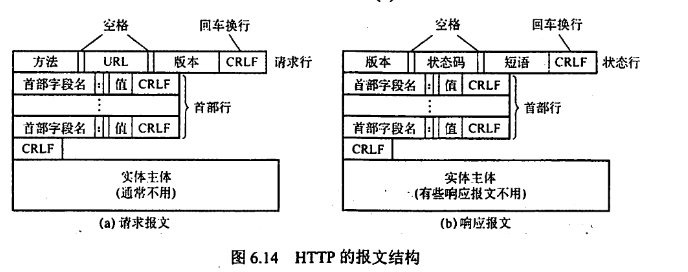 空格 回车换行
方法 URL 版本 CRLF 请求行
首部字段名 : 值 CRLF
⋮
首部字段名 : 值 CRLF
首部行
CRLF
实体主体
(通常不用)
(a) 请求报文
空格 回车换行
版本 状态码 短语 CRLF 状态行
首部字段名 : 值 CRLF
⋮
首部字段名 : 值 CRLF
首部行
CRLF
实体主体
(有些响应报文不用)
(b) 响应报文
图 6.14 HTTP 的报文结构